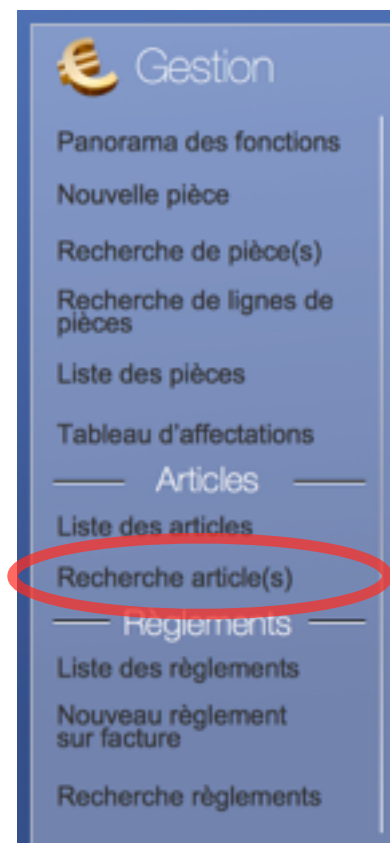 Gestion
Panorama des fonctions
Nouvelle pièce
Recherche de pièce(s)
Recherche de lignes de
pièces
Liste des pièces
Tableau d'affectations
Articles
Liste des articles
Recherche article(s)
Règlements
Liste des règlements
Nouveau règlement
sur facture
Recherche règlements